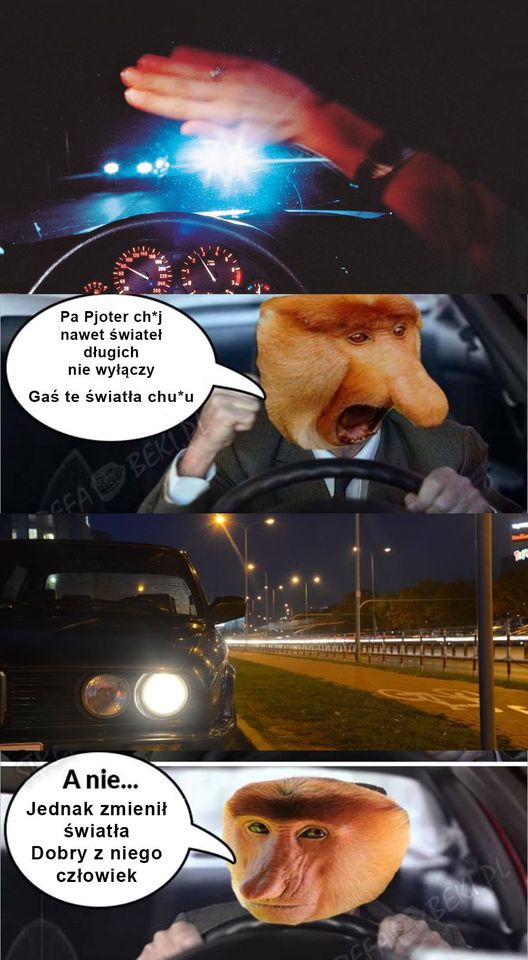 Pa Pjoter ch*j
nawet świateł
długich
nie wyłączy
Gaś te światła chu*u
A nie...
Jednak zmienił
światła
Dobry z niego
człowiek